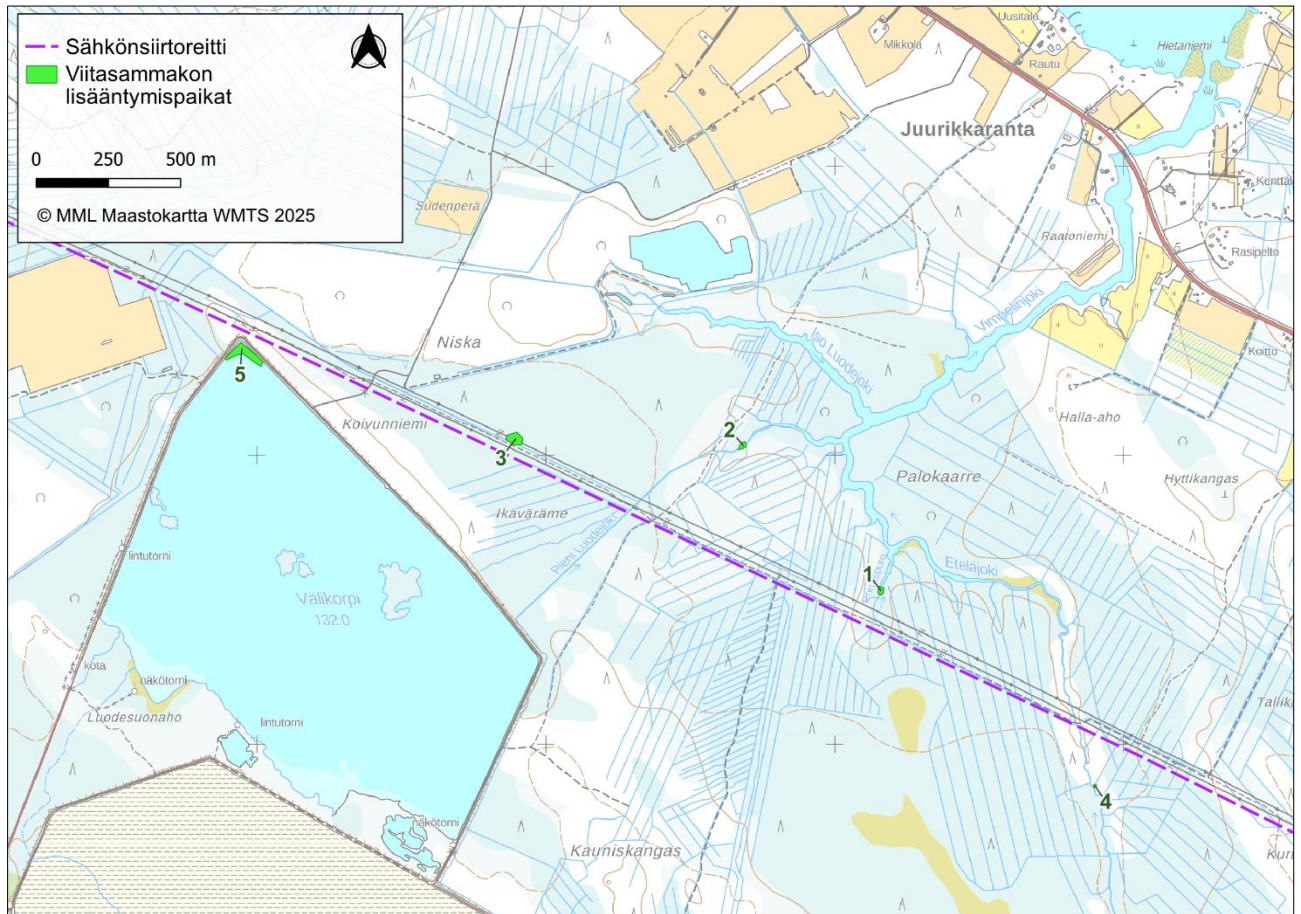 Sähkönsiirtoreitti
Viitasammakon
lisääntymispaikat
0 250 500 m
© MML Maastokartta WMTS 2025
Uusitalo
Mikkola
Rautu
Hietaniemi
Juurikkaranta
Kenttälä
Sudenperä
Raatoniemi
Rasipelto
Vimpelinjoki
Iso Luodejoki
Niska
Koitto
5
Koivunniemi
Halla-aho
3
2
Palokaarre
Hyttikangas
Ikäväräme
Pieni Luodejoki
lintutorni
Eteläjoki
1
Välikorpi
132.0
kota
näkötorni
Luodesuonaho
lintutorni
4
näkötorni
Kauniskangas